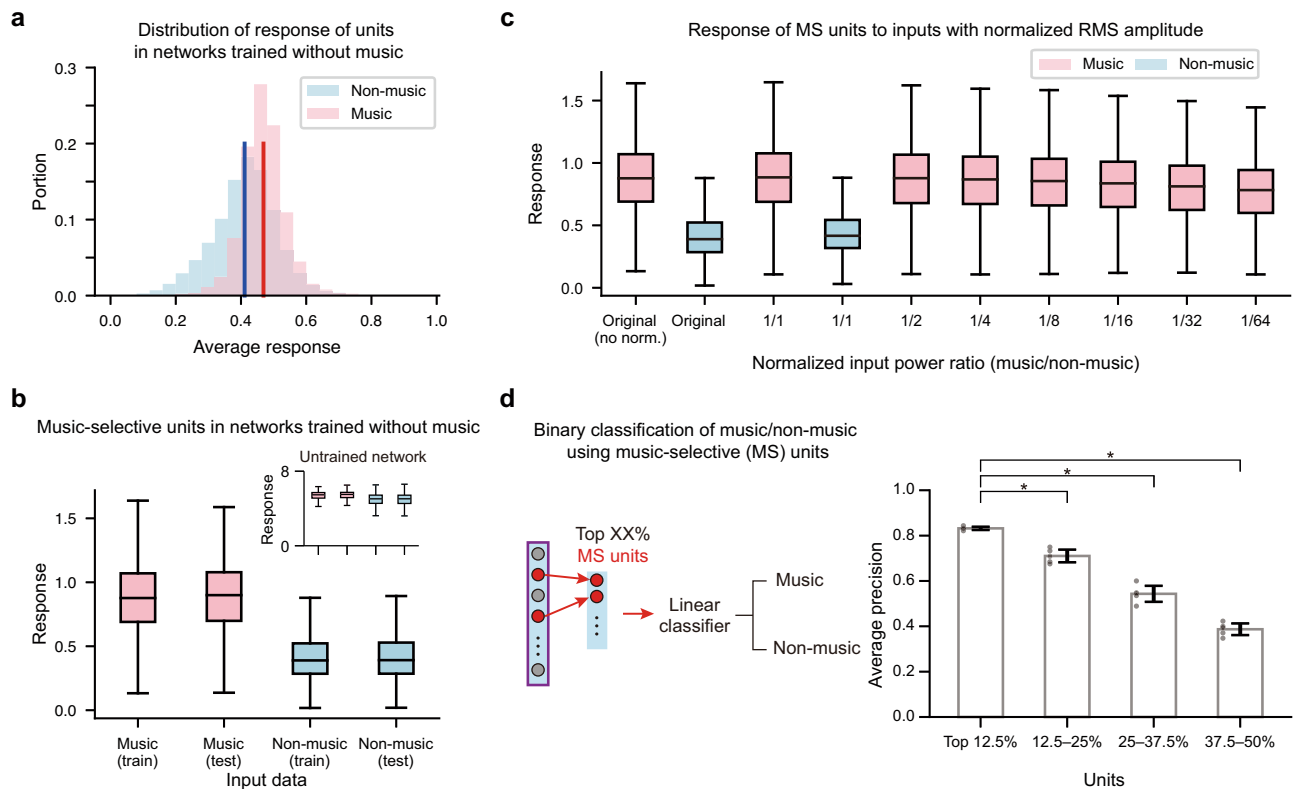 a
Distribution of response of units
in networks trained without music
0.3
0.2
0.1
0.0
Portion
Non-music
Music
0.0 0.2 0.4 0.6 0.8 1.0
Average response
b
Music-selective units in networks trained without music
Untrained network
8
0
Response
1.5
1.0
0.5
0.0
Response
Music
(train)
Music
(test)
Non-music
(train)
Non-music
(test)
Input data
c
Response of MS units to inputs with normalized RMS amplitude
Music Non-music
1.5
1.0
0.5
0.0
Response
Original
(no norm.)
Original
1/1 1/1 1/2 1/4 1/8 1/16 1/32 1/64
Normalized input power ratio (music/non-music)
d
Binary classification of music/non-music
using music-selective (MS) units
Top XX%
MS units
Linear
classifier
Music
Non-music
*
*
*
1.0
0.8
0.6
0.4
0.2
0.0
Average precision
Top 12.5% 12.5–25% 25–37.5% 37.5–50%
Units